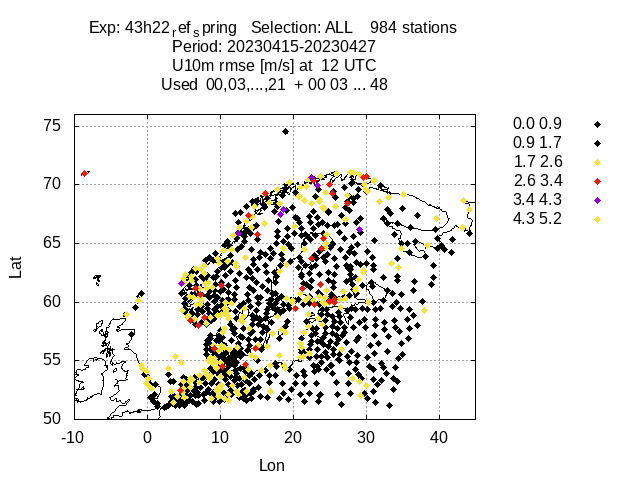 Exp: 43h22ref_spring Selection: ALL 984 stations
Period: 20230415-20230427
U10m rmse [m/s] at 12 UTC
Used 00,03,...,21 + 00 03 ... 48
75
70
65
60
55
50
Lat
-10 0 10 20 30 40
Lon
0.0 0.9
0.9 1.7
1.7 2.6
2.6 3.4
3.4 4.3
4.3 5.2